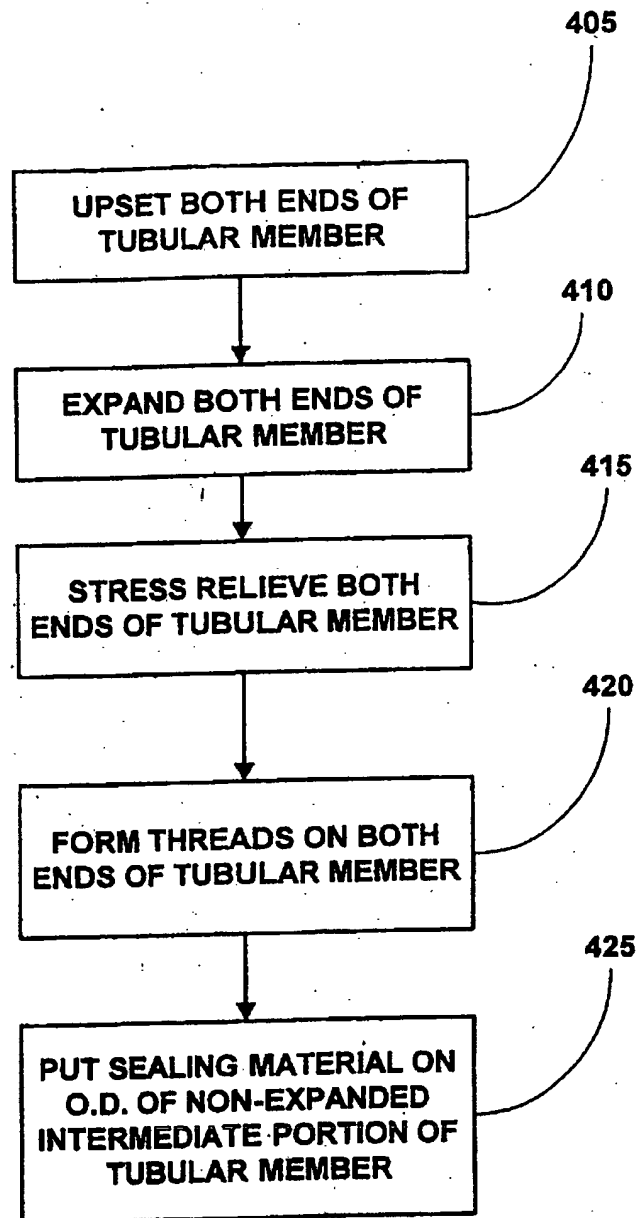 405
UPSET BOTH ENDS OF
TUBULAR MEMBER
410
EXPAND BOTH ENDS OF
TUBULAR MEMBER
415
STRESS RELIEVE BOTH
ENDS OF TUBULAR MEMBER
420
FORM THREADS ON BOTH
ENDS OF TUBULAR MEMBER
425
PUT SEALING MATERIAL ON
O.D. OF NON-EXPANDED
INTERMEDIATE PORTION OF
TUBULAR MEMBER